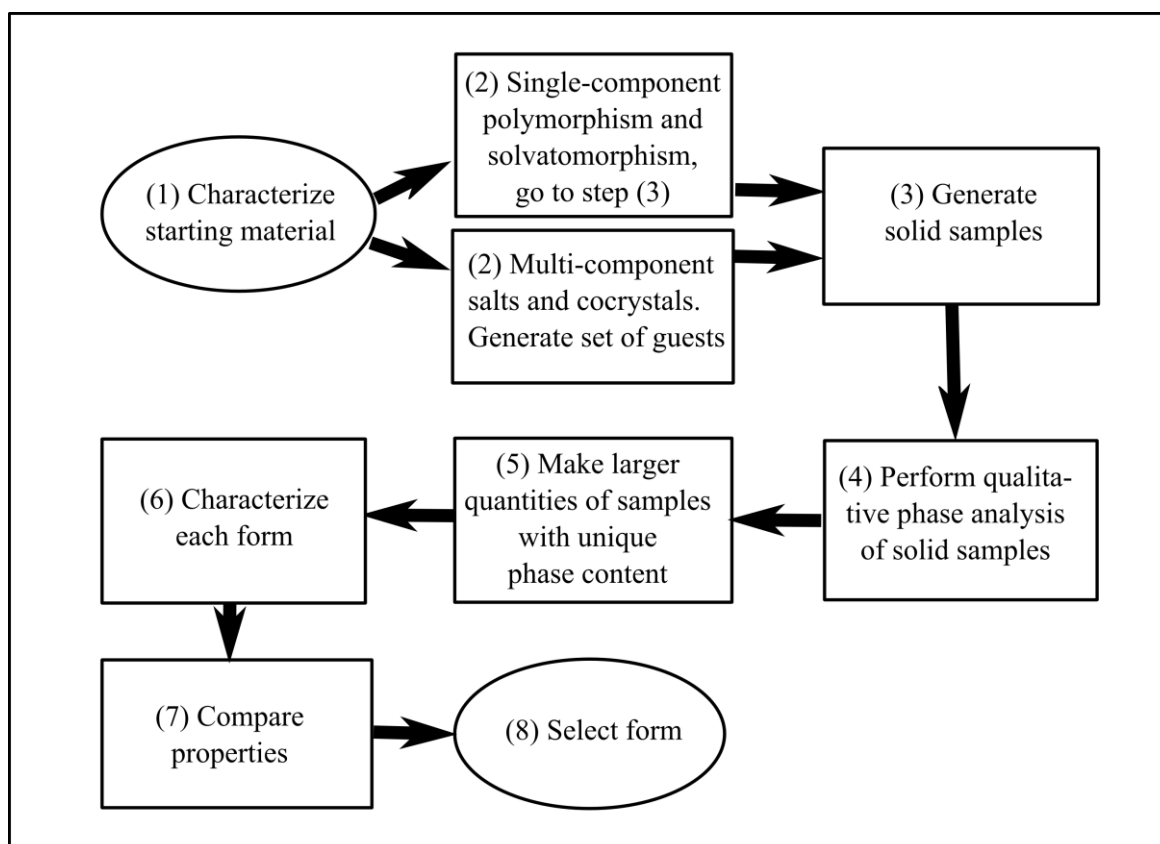 (1) Characterize
starting material
(2) Single-component
polymorphism and
solvatomorphism,
go to step (3)
(2) Multi-component
salts and cocrystals.
Generate set of guests
(3) Generate
solid samples
(4) Perform qualita-
tive phase analysis
of solid samples
(5) Make larger
quantities of samples
with unique
phase content
(6) Characterize
each form
(7) Compare
properties
(8) Select form